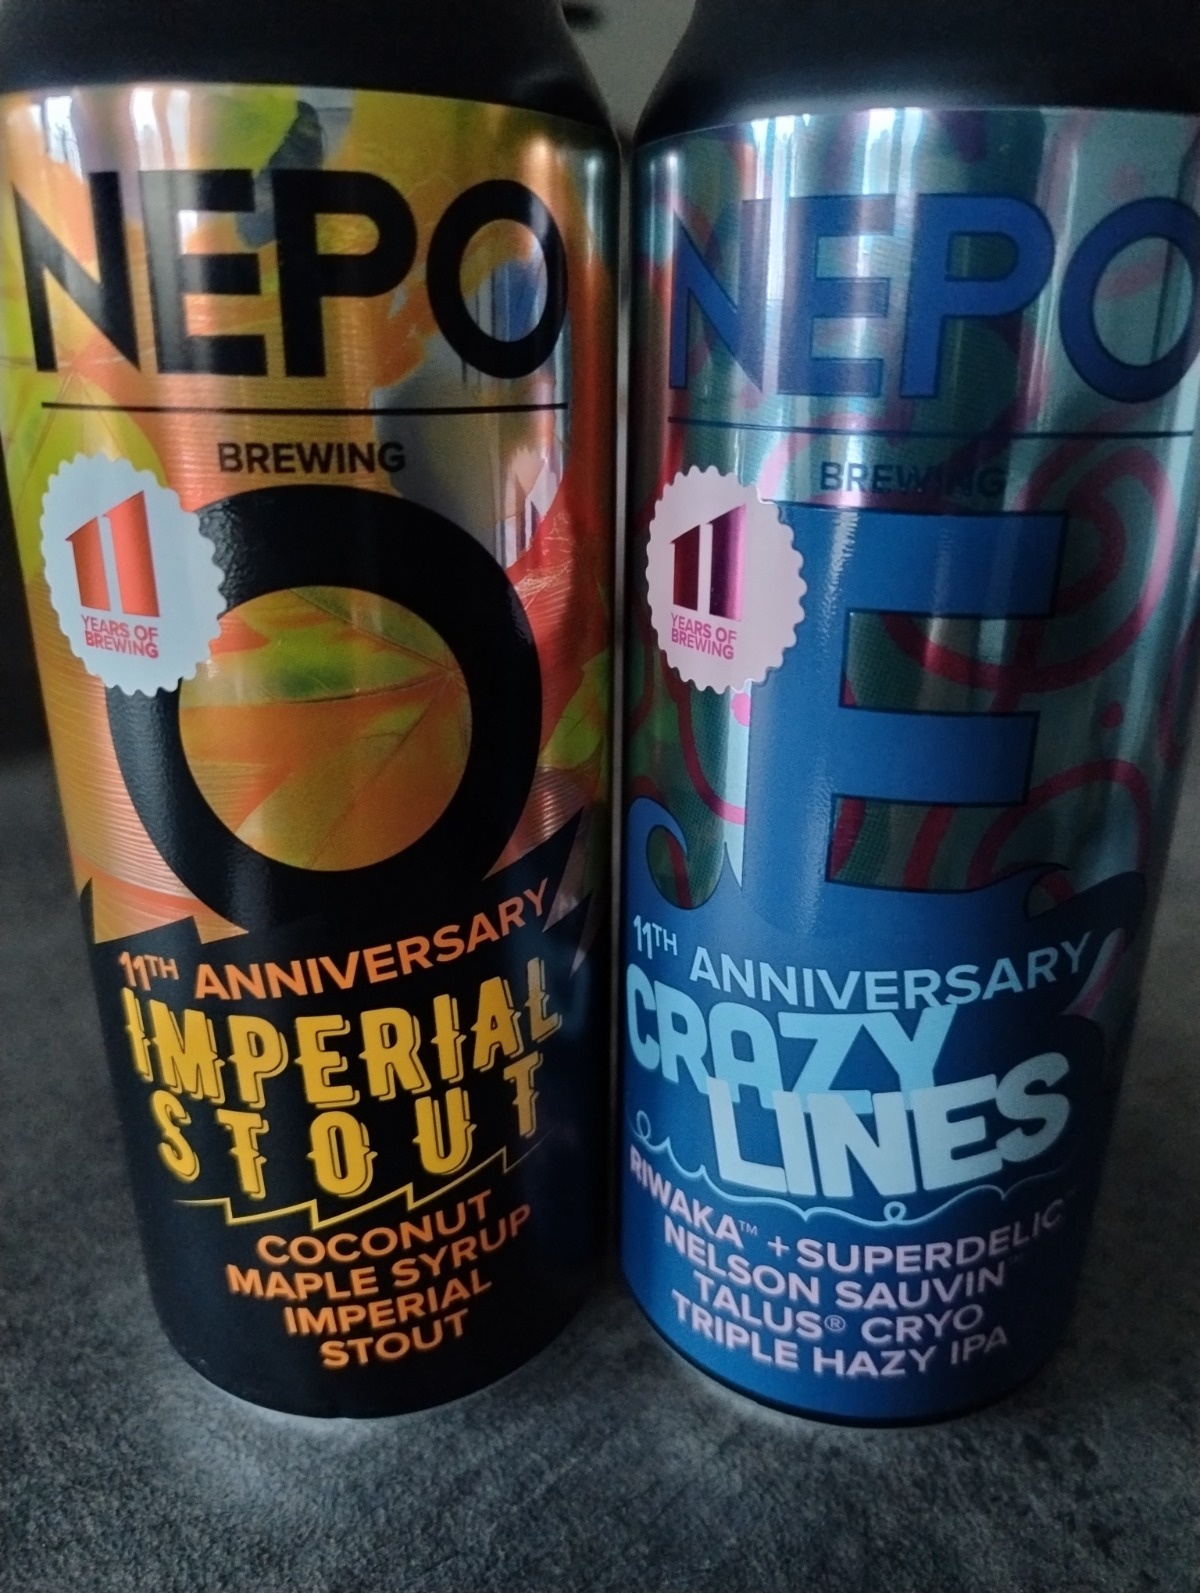 NEPO
BREWING
11
YEARS OF
BREWING
O
11TH ANNIVERSARY
IMPERIAL
STOUT
COCONUT
MAPLE SYRUP
IMPERIAL
STOUT
NEPO
BREWING
11
YEARS OF
BREWING
E
11TH ANNIVERSARY
CRAZY
LINES
RIWAKA™ + SUPERDELIC™
NELSON SAUVIN™
TALUS® CRYO
TRIPLE HAZY IPA